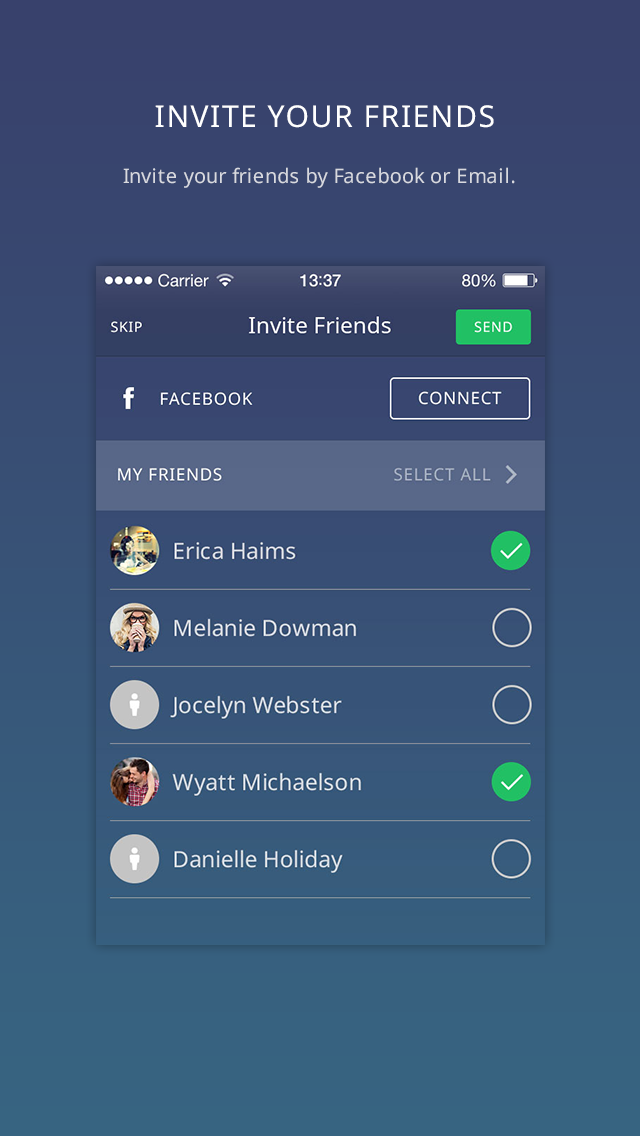 INVITE YOUR FRIENDS
Invite your friends by Facebook or Email.
Carrier 13:37 80%
SKIP Invite Friends SEND
f FACEBOOK CONNECT
MY FRIENDS SELECT ALL
Erica Haims
Melanie Dowman
Jocelyn Webster
Wyatt Michaelson
Danielle Holiday